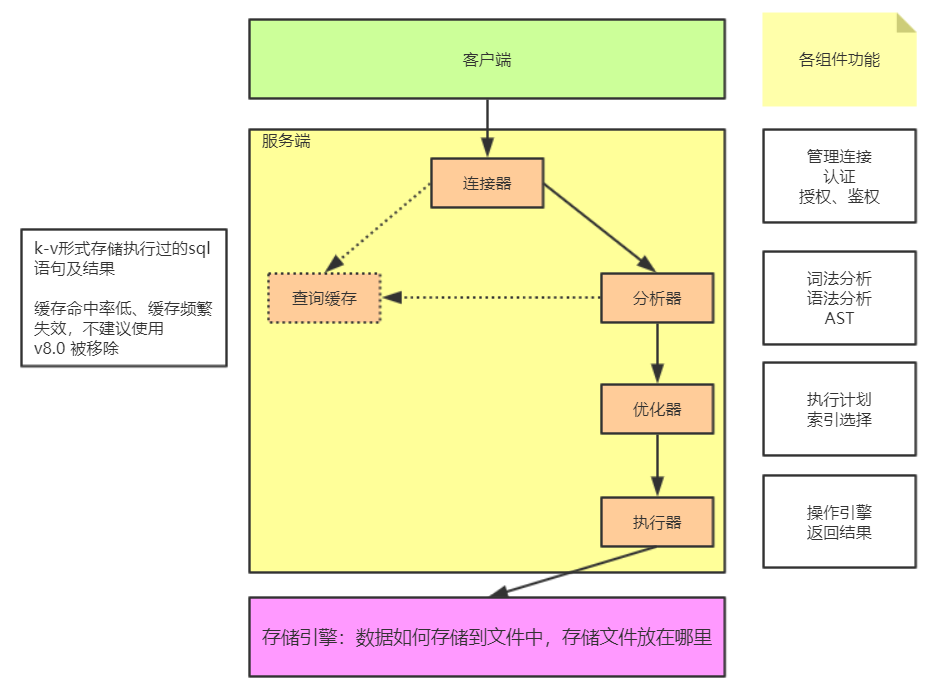 客户端
各组件功能
服务端
连接器
管理连接
认证
授权、鉴权
k-v形式存储执行过的sql
语句及结果
缓存命中率低、缓存频繁
失效，不建议使用
v8.0 被移除
查询缓存
分析器
词法分析
语法分析
AST
优化器
执行计划
索引选择
执行器
操作引擎
返回结果
存储引擎：数据如何存储到文件中，存储文件放在哪里